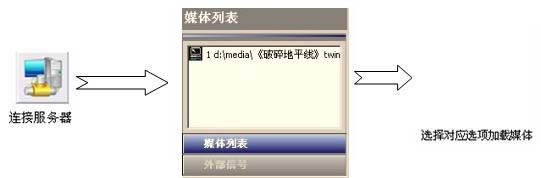 媒体列表
1 d:\media\《破碎地平线》twin
连接服务器
媒体列表
外部信号
选择对应选项加载媒体